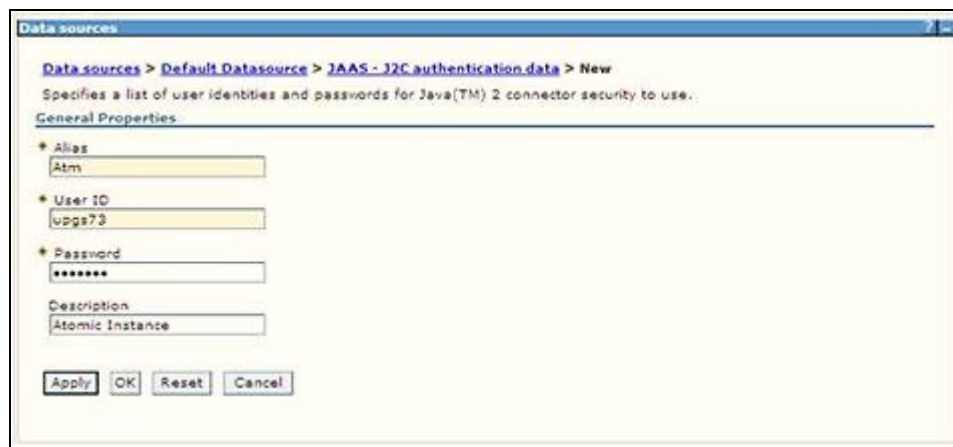 Data sources ? –
Data sources > Default Datasource > JAAS - J2C authentication data > New
Specifies a list of user identities and passwords for Java(TM) 2 connector security to use.
General Properties
* Alias
Atm
* User ID
upgs73
* Password
•••••••
Description
Atomic Instance
Apply OK Reset Cancel